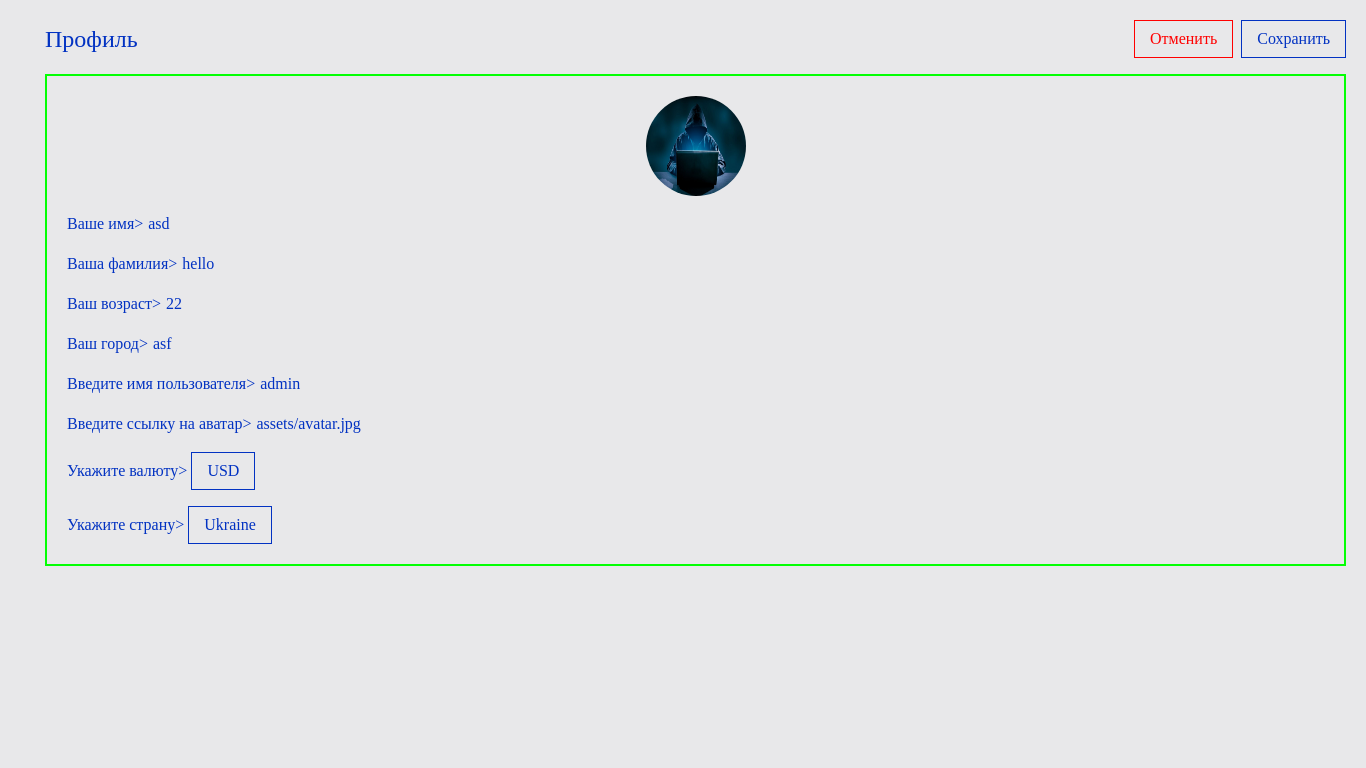 Профиль
Отменить
Сохранить
Ваше имя> asd
Ваша фамилия> hello
Ваш возраст> 22
Ваш город> asf
Введите имя пользователя> admin
Введите ссылку на аватар> assets/avatar.jpg
Укажите валюту> USD
Укажите страну> Ukraine